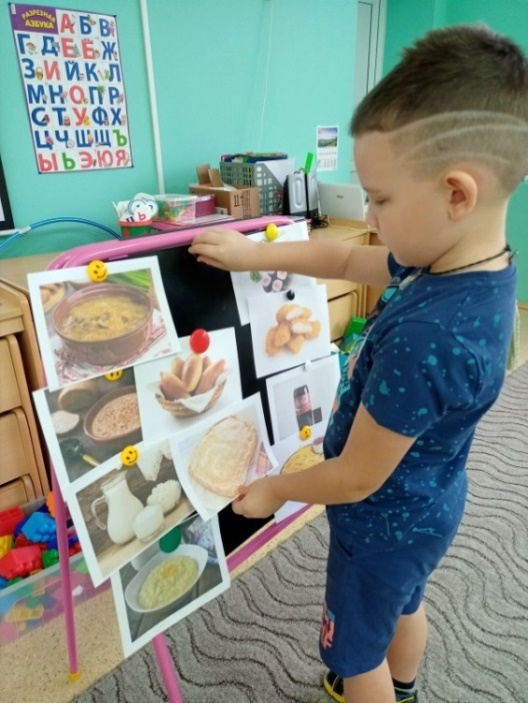 РАЗРЕЗНАЯ
АЗБУКА
А Б В
Г Д Е Ё Ж
З И Й К Л
М Н О П Р
С Т У Ф Х
Ц Ч Ш Щ Ъ
Ы Ь Э Ю Я